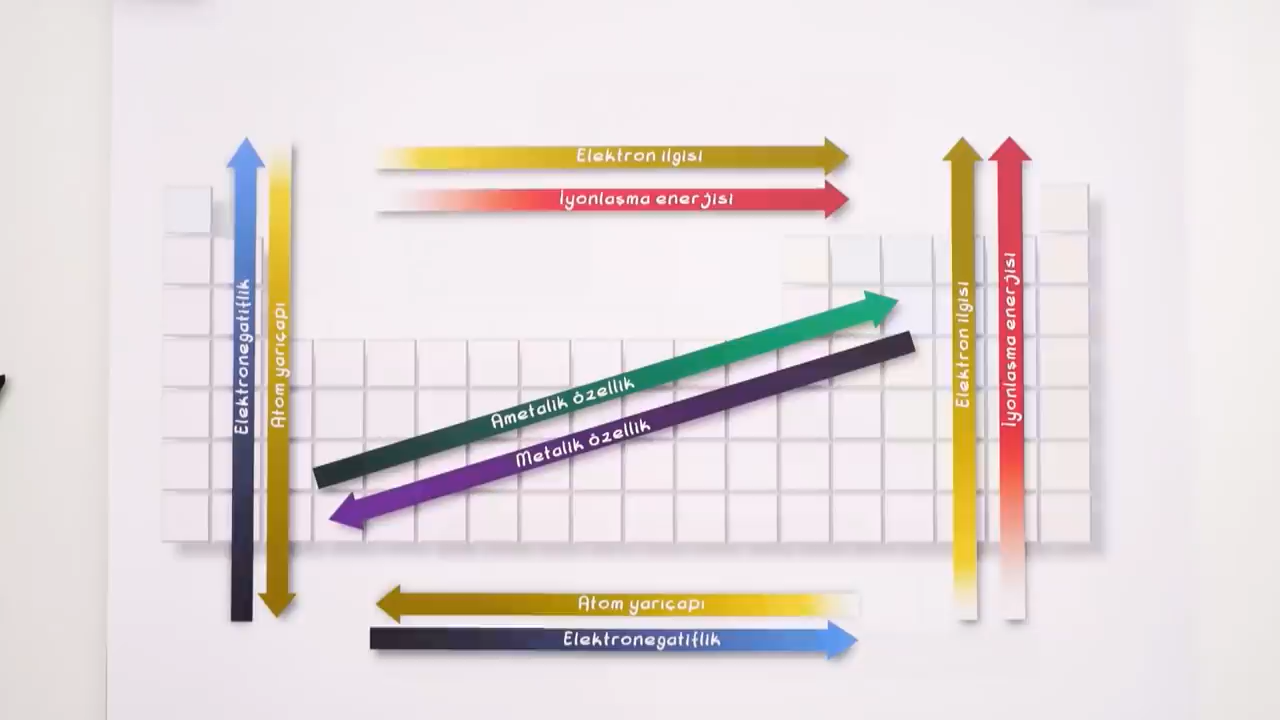 Elektron ilgisi
İyonlaşma enerjisi
Elektronegatiflik
Atom yarıçapı
Ametalik özellik
Metalik özellik
Elektron ilgisi
İyonlaşma enerjisi
Atom yarıçapı
Elektronegatiflik